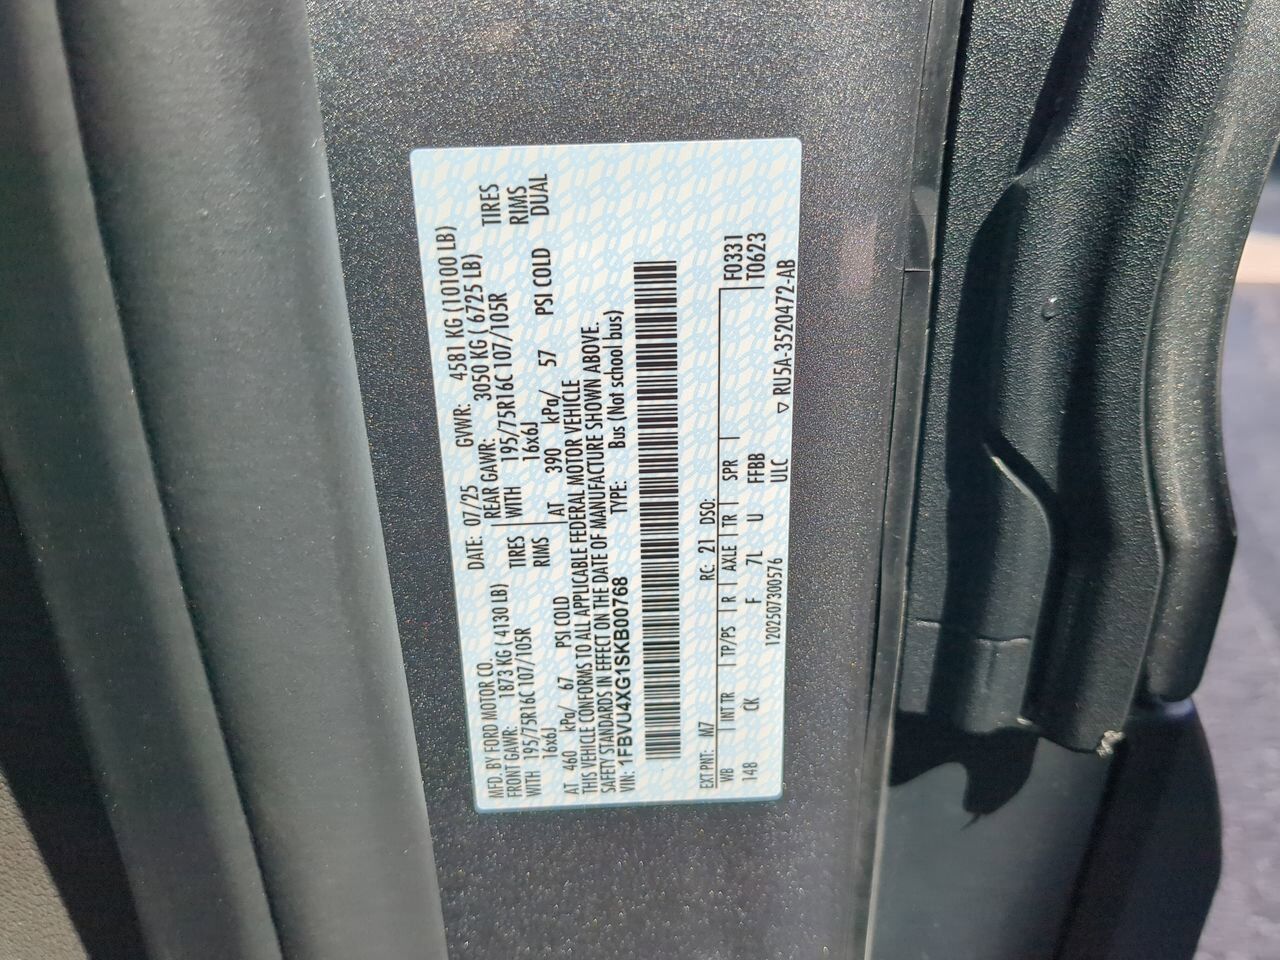 MFD. BY FORD MOTOR CO. DATE: 07/25 GVWR: 4581 KG (10100 LB)
FRONT GAWR: 1873 KG (4130 LB) REAR GAWR: 3050 KG (6725 LB)
WITH 195/75R16C 107/105R TIRES WITH 195/75R16C 107/105R TIRES
16x6J RIMS 16x6J RIMS
AT 460 kPa/ 67 PSI COLD AT 390 kPa/ 57 PSI COLD DUAL
THIS VEHICLE CONFORMS TO ALL APPLICABLE FEDERAL MOTOR VEHICLE
SAFETY STANDARDS IN EFFECT ON THE DATE OF MANUFACTURE SHOWN ABOVE.
VIN: 1FBVU4XG1SKB00768 TYPE: Bus (Not school bus)
EXT PNT: M7 RC: 21 DSO: F0331
WB INT TR TP/PS R AXLE TR SPR T0623
148 CK F 7L U FFBB
1202507300576 ULC ▽ RU5A-3520472-AB